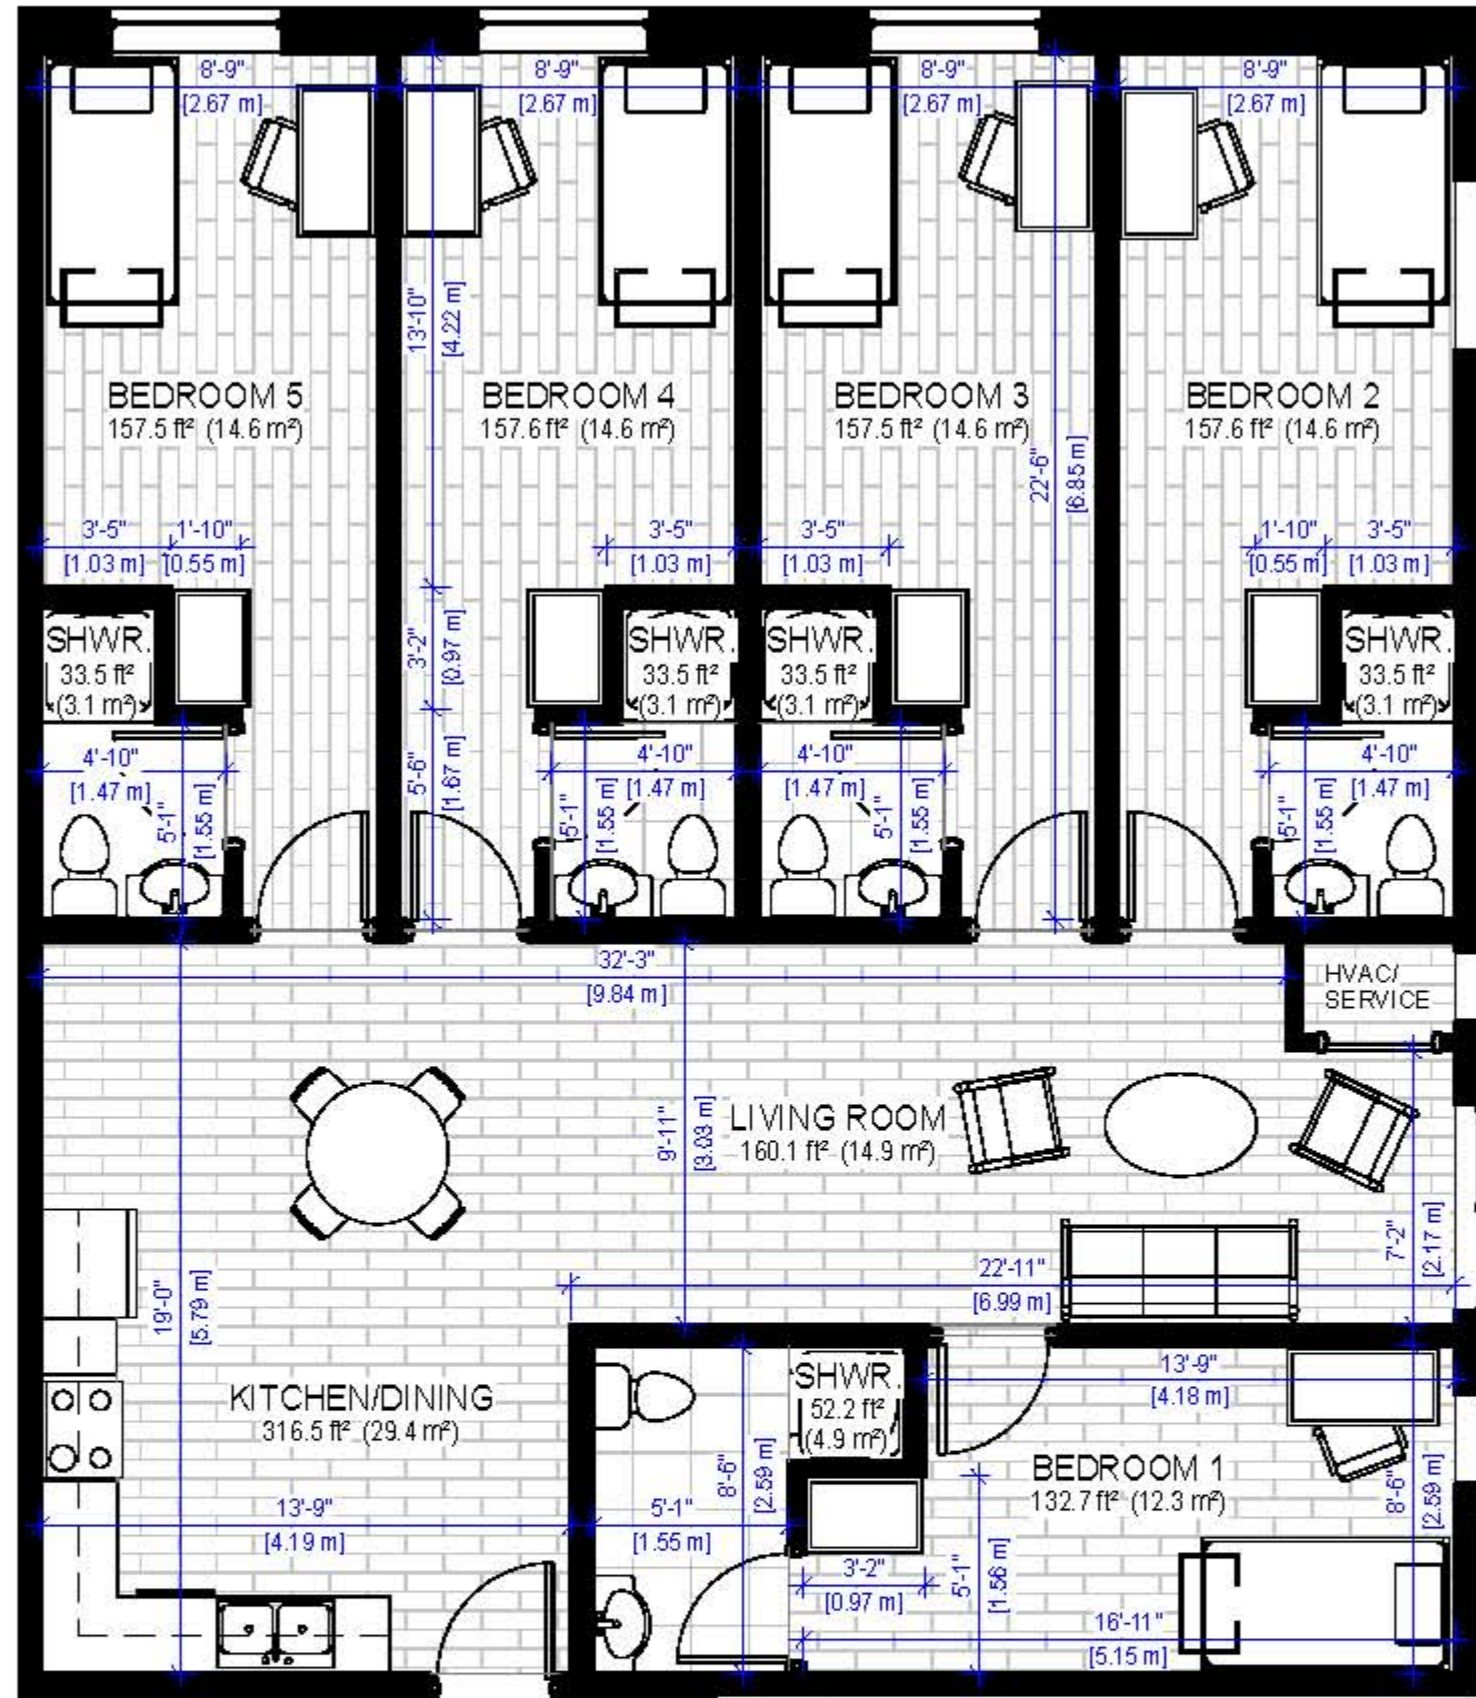 8'-9"
[2.67 m]
8'-9"
[2.67 m]
8'-9"
[2.67 m]
8'-9"
[2.67 m]
13'-10"
[4.22 m]
BEDROOM 5
157.5 ft² (14.6 m²)
BEDROOM 4
157.6 ft² (14.6 m²)
BEDROOM 3
157.5 ft² (14.6 m²)
BEDROOM 2
157.6 ft² (14.6 m²)
22'-6"
[6.85 m]
3'-5"
[1.03 m]
1'-10"
[0.55 m]
3'-5"
[1.03 m]
3'-5"
[1.03 m]
1'-10"
[0.55 m]
3'-5"
[1.03 m]
SHWR.
33.5 ft²
(3.1 m²)
3'-2"
[0.97 m]
SHWR.
33.5 ft²
(3.1 m²)
SHWR.
33.5 ft²
(3.1 m²)
SHWR.
33.5 ft²
(3.1 m²)
4'-10"
[1.47 m]
5'-1"
[1.55 m]
5'-6"
[1.67 m]
5'-1"
[1.55 m]
4'-10"
[1.47 m]
4'-10"
[1.47 m]
5'-1"
[1.55 m]
5'-1"
[1.55 m]
4'-10"
[1.47 m]
32'-3"
[9.84 m]
HVAC/
SERVICE
9'-11"
[3.03 m]
LIVING ROOM
160.1 ft² (14.9 m²)
7'-2"
[2.17 m]
19'-0"
[5.79 m]
22'-11"
[6.99 m]
KITCHEN/DINING
316.5 ft² (29.4 m²)
SHWR.
52.2 ft²
(4.9 m²)
13'-9"
[4.18 m]
8'-6"
[2.59 m]
BEDROOM 1
132.7 ft² (12.3 m²)
8'-6"
[2.59 m]
13'-9"
[4.19 m]
5'-1"
[1.55 m]
3'-2"
[0.97 m]
5'-1"
[1.56 m]
16'-11"
[5.15 m]